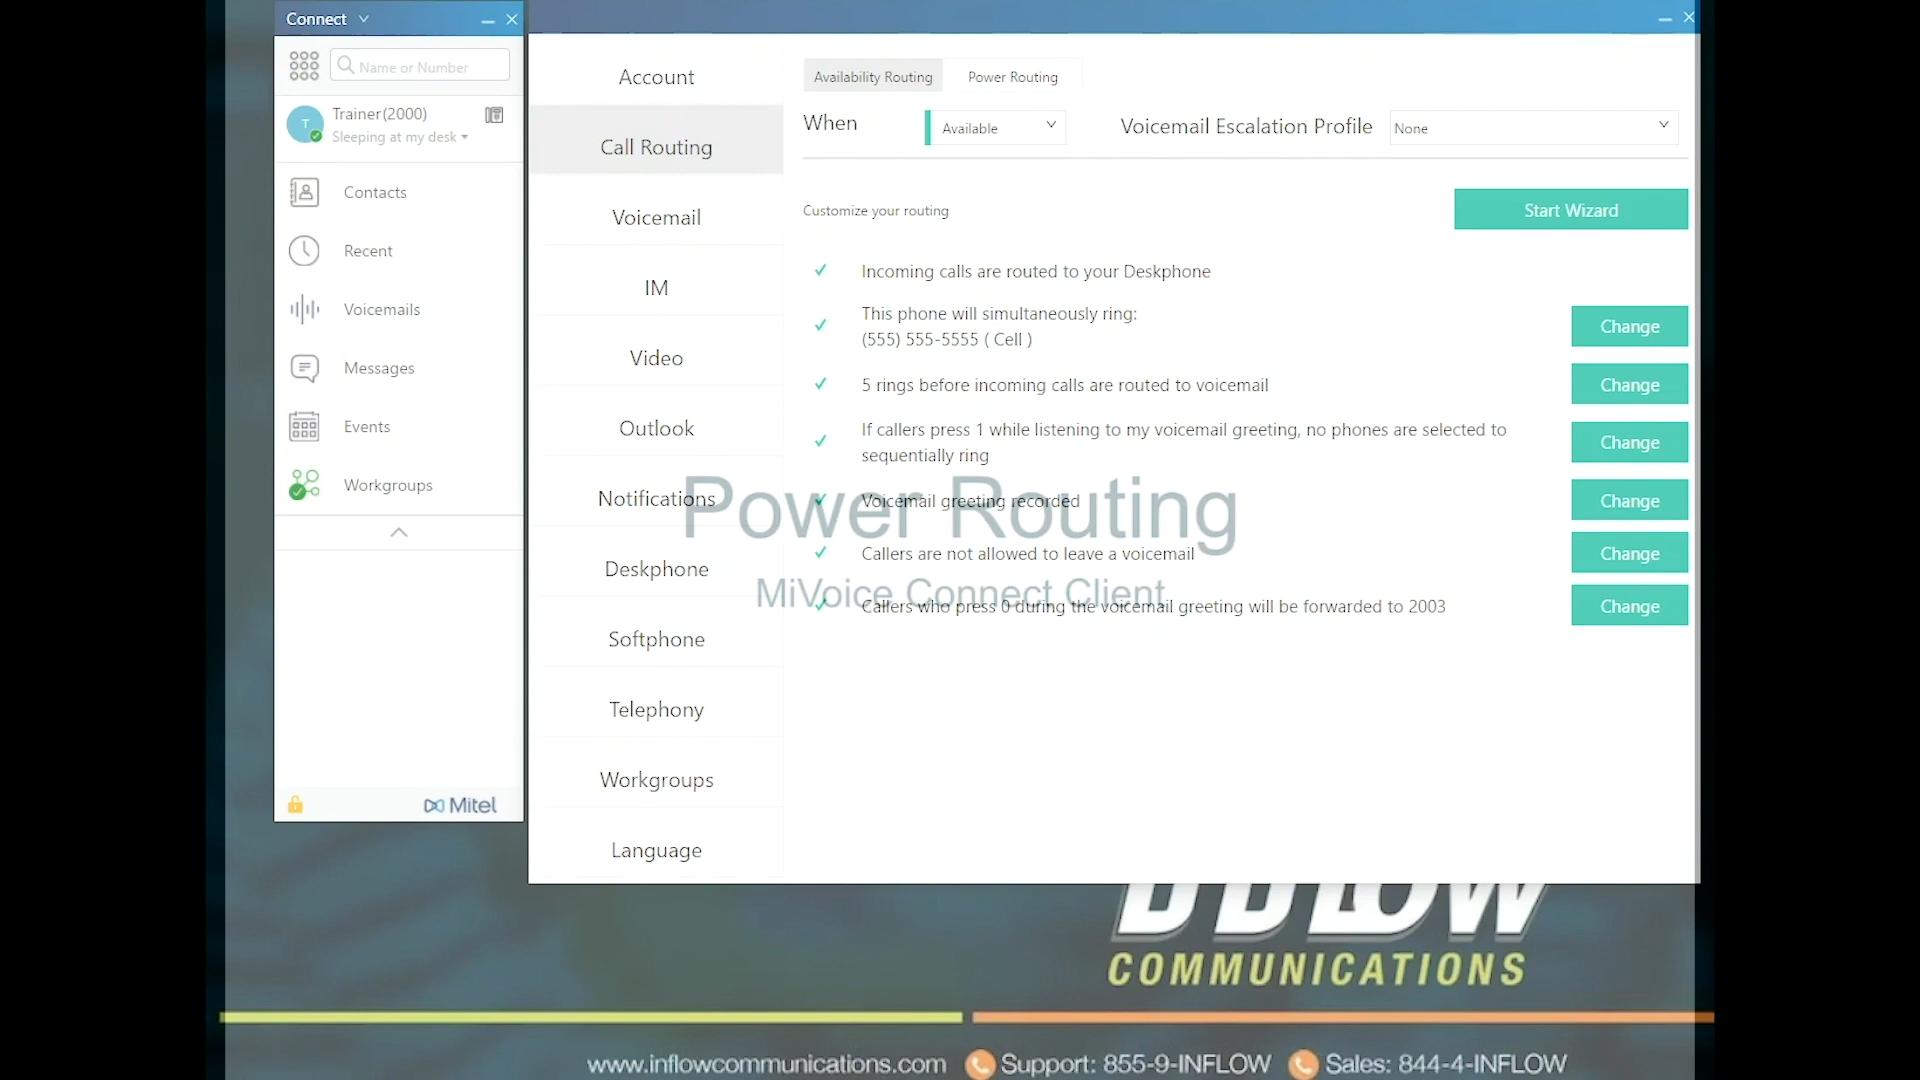 Connect
Name or Number
T
Trainer(2000)
Sleeping at my desk
Contacts
Recent
Voicemails
Messages
Events
Workgroups
Mitel
Account
Call Routing
Voicemail
IM
Video
Outlook
Notifications
Deskphone
Softphone
Telephony
Workgroups
Language
Availability Routing
Power Routing
When
Available
Voicemail Escalation Profile
None
Customize your routing
Start Wizard
Incoming calls are routed to your Deskphone
This phone will simultaneously ring:
(555) 555-5555 ( Cell )
Change
5 rings before incoming calls are routed to voicemail
Change
If callers press 1 while listening to my voicemail greeting, no phones are selected to
sequentially ring
Change
Voicemail greeting recorded
Change
Callers are not allowed to leave a voicemail
Change
Callers who press 0 during the voicemail greeting will be forwarded to 2003
Change
Power Routing
MiVoice Connect Client
COMMUNICATIONS
www.inflowcommunications.com
Support: 855-9-INFLOW
Sales: 844-4-INFLOW